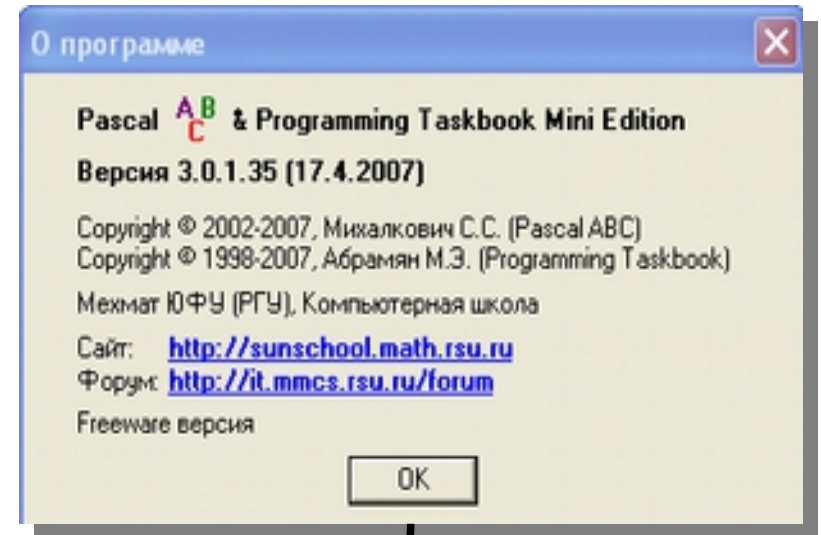 О программе
Pascal ABC & Programming Taskbook Mini Edition
Версия 3.0.1.35 (17.4.2007)
Copyright © 2002-2007, Михалкович С.С. (Pascal ABC)
Copyright © 1998-2007, Абрамян М.Э. (Programming Taskbook)
Мехмат ЮФУ (РГУ), Компьютерная школа
Сайт: http://sunschool.math.rsu.ru
Форум: http://it.mmcs.rsu.ru/forum
Freeware версия
OK